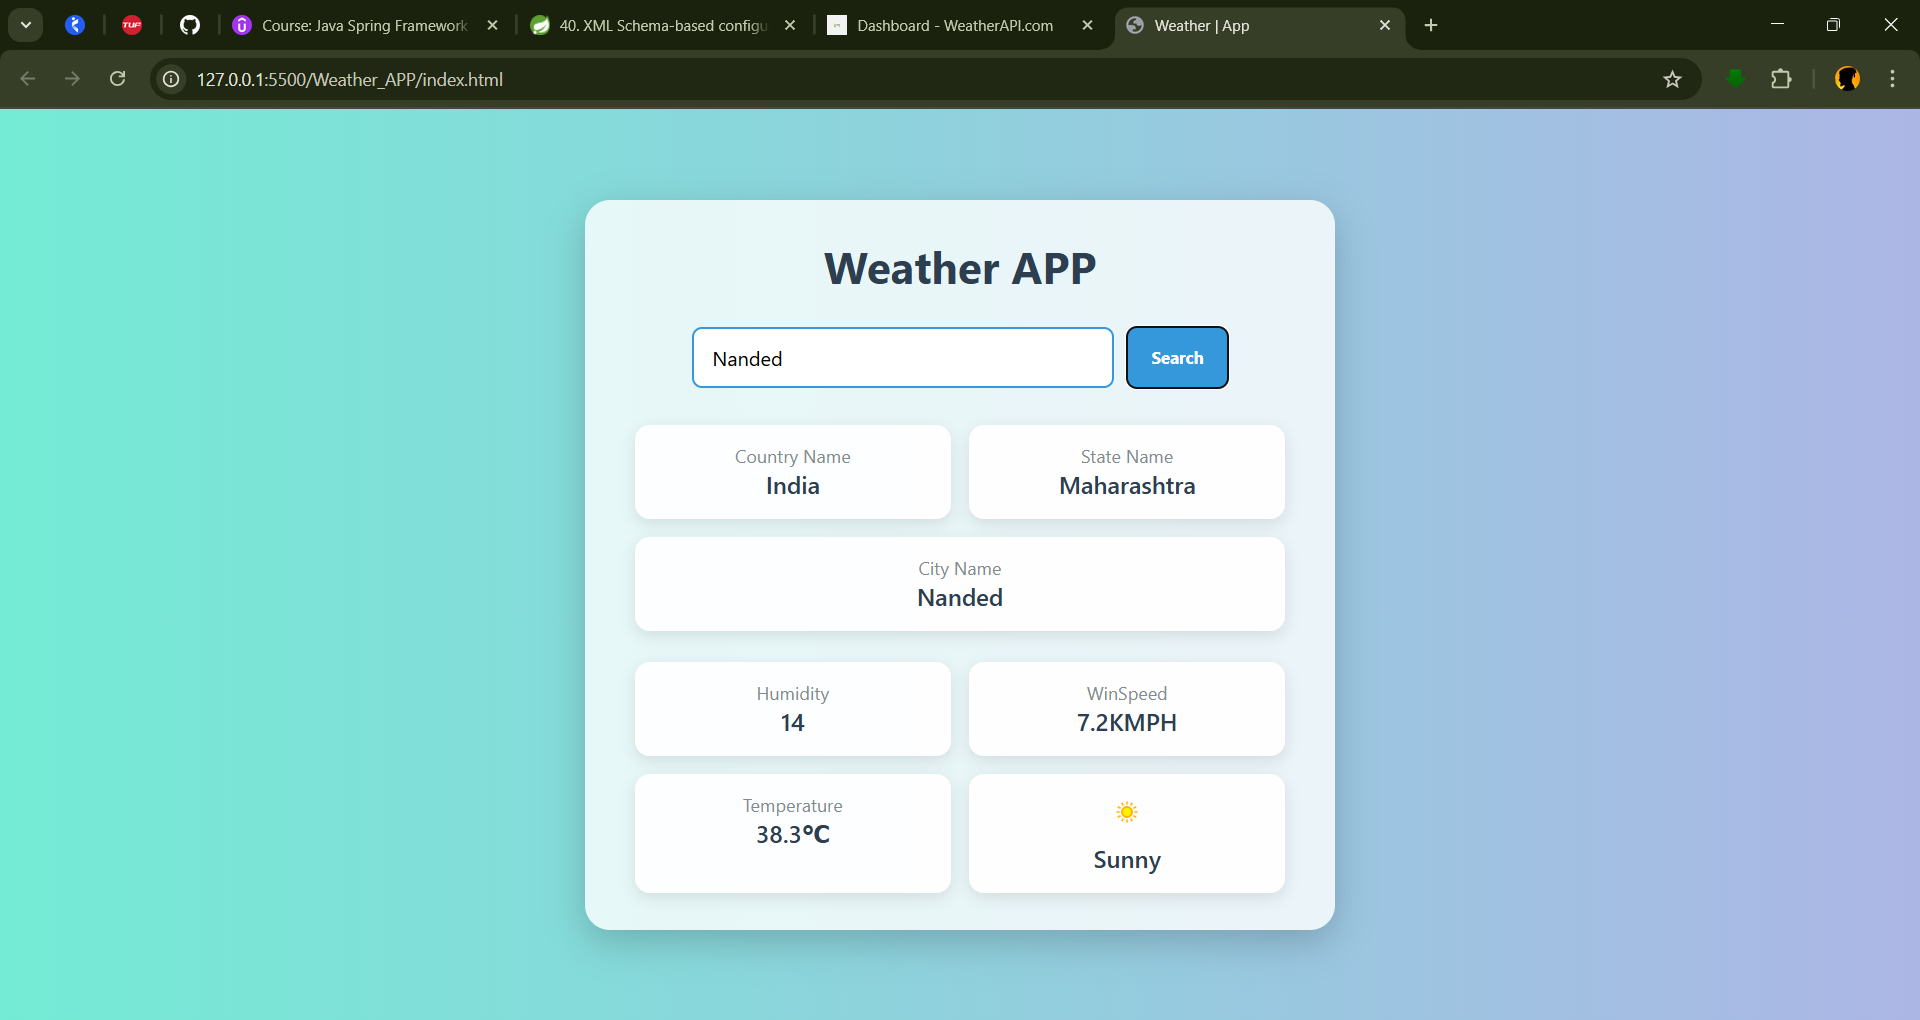 TUF
Course: Java Spring Framework
40. XML Schema-based configu
Dashboard - WeatherAPI.com
Weather | App
127.0.0.1:5500/Weather_APP/index.html
Weather APP
Nanded
Search
Country Name
India
State Name
Maharashtra
City Name
Nanded
Humidity
14
WinSpeed
7.2KMPH
Temperature
38.3°C
Sunny